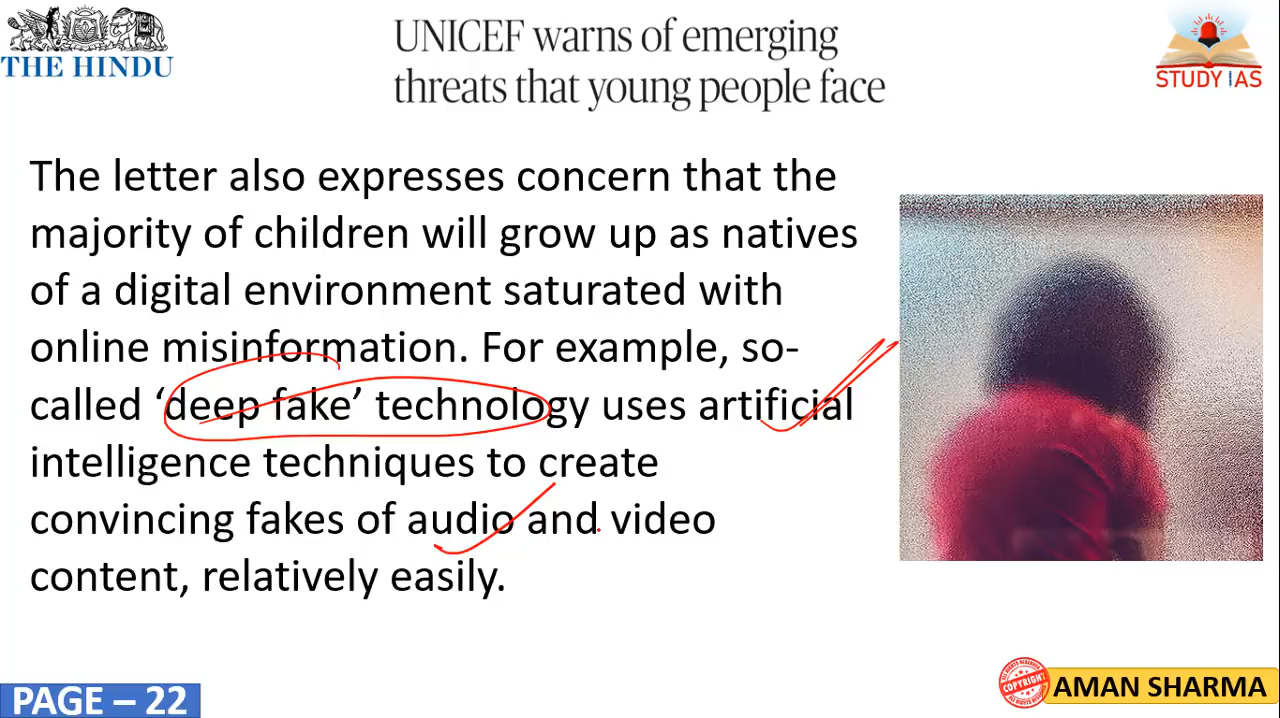 THE HINDU
UNICEF warns of emerging
threats that young people face
STUDY IAS
The letter also expresses concern that the
majority of children will grow up as natives
of a digital environment saturated with
online misinformation. For example, so-
called ‘deep fake’ technology uses artificial
intelligence techniques to create
convincing fakes of audio and video
content, relatively easily.
PAGE – 22
COPYRIGHT
AMAN SHARMA